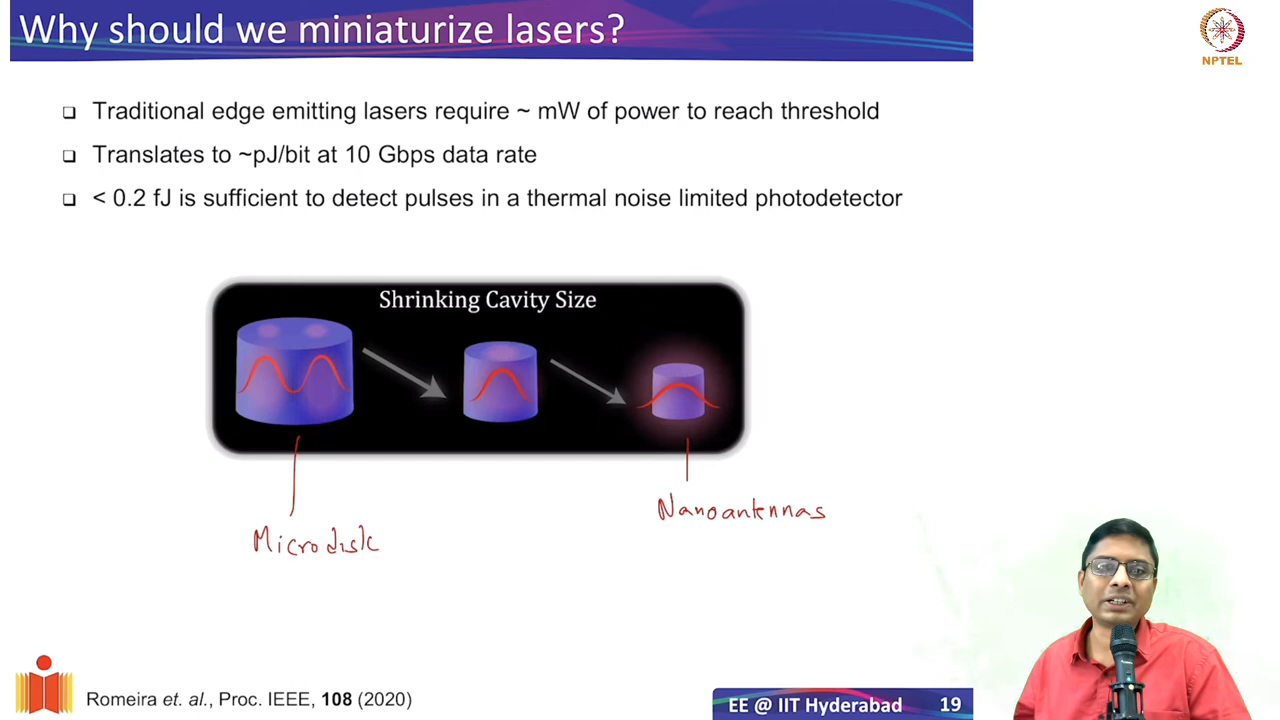 Why should we miniaturize lasers?
NPTEL
Traditional edge emitting lasers require ~ mW of power to reach threshold
Translates to ~pJ/bit at 10 Gbps data rate
< 0.2 fJ is sufficient to detect pulses in a thermal noise limited photodetector
Shrinking Cavity Size
Nanoantennas
Microdisk
Romeira et. al., Proc. IEEE, 108 (2020)
EE @ IIT Hyderabad 19